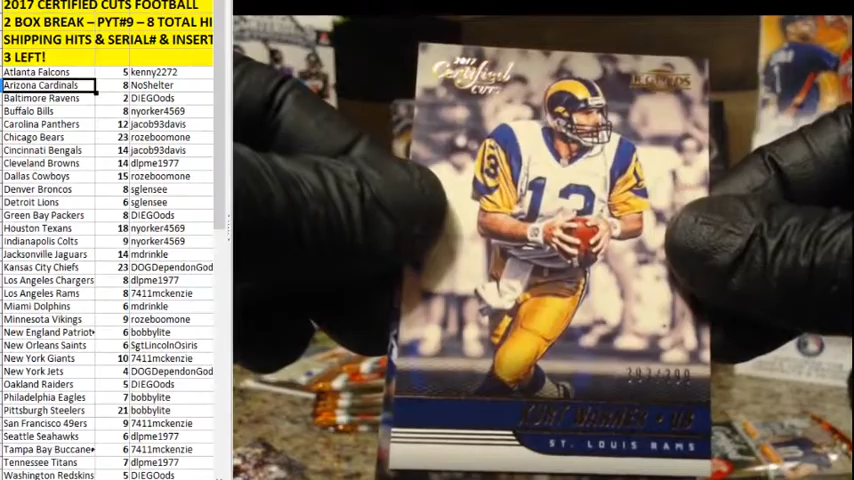 2017 CERTIFIED CUTS FOOTBALL
2 BOX BREAK – PYT#9 – 8 TOTAL HI
SHIPPING HITS & SERIAL# & INSERT
3 LEFT!
Atlanta Falcons 5 kenny2272
Arizona Cardinals 8 NoShelter
Baltimore Ravens 2 DIEGOods
Buffalo Bills 8 nyorker4569
Carolina Panthers 12 jacob93davis
Chicago Bears 23 rozeboomone
Cincinnati Bengals 14 jacob93davis
Cleveland Browns 14 dlpme1977
Dallas Cowboys 15 rozeboomone
Denver Broncos 8 sglensee
Detroit Lions 6 sglensee
Green Bay Packers 8 DIEGOods
Houston Texans 18 nyorker4569
Indianapolis Colts 9 nyorker4569
Jacksonville Jaguars 14 mdrinkle
Kansas City Chiefs 23 DOGDependonGod
Los Angeles Chargers 8 dlpme1977
Los Angeles Rams 8 7411mckenzie
Miami Dolphins 6 mdrinkle
Minnesota Vikings 9 rozeboomone
New England Patriot 6 bobbylite
New Orleans Saints 6 SgtLincolnOsiris
New York Giants 10 7411mckenzie
New York Jets 4 DOGDependonGod
Oakland Raiders 5 DIEGOods
Philadelphia Eagles 7 bobbylite
Pittsburgh Steelers 21 bobbylite
San Francisco 49ers 9 7411mckenzie
Seattle Seahawks 6 dlpme1977
Tampa Bay Buccane 6 7411mckenzie
Tennessee Titans 7 dlpme1977
Washington Redskins 5 DIEGOods
2017
Certified
CUTS
LEGENDS
13
13
KURT WARNER • QB
ST. LOUIS RAMS